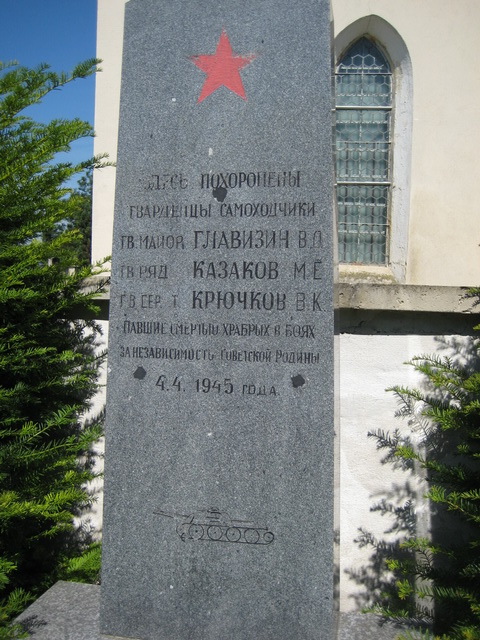 ЗДЕСЬ ПОХОРОНЕНЫ
ГВАРДЕЙЦЫ САМОХОДЧИКИ
ГВ. МАЙОР ГЛАВИЗИН В.Д.
ГВ. РЯД. КАЗАКОВ М.Е.
ГВ. СЕР-Т. КРЮЧКОВ В.К.
ПАВШИЕ СМЕРТЬЮ ХРАБРЫХ В БОЯХ
ЗА НЕЗАВИСИМОСТЬ СОВЕТСКОЙ РОДИНЫ
4.4. 1945 ГОДА.